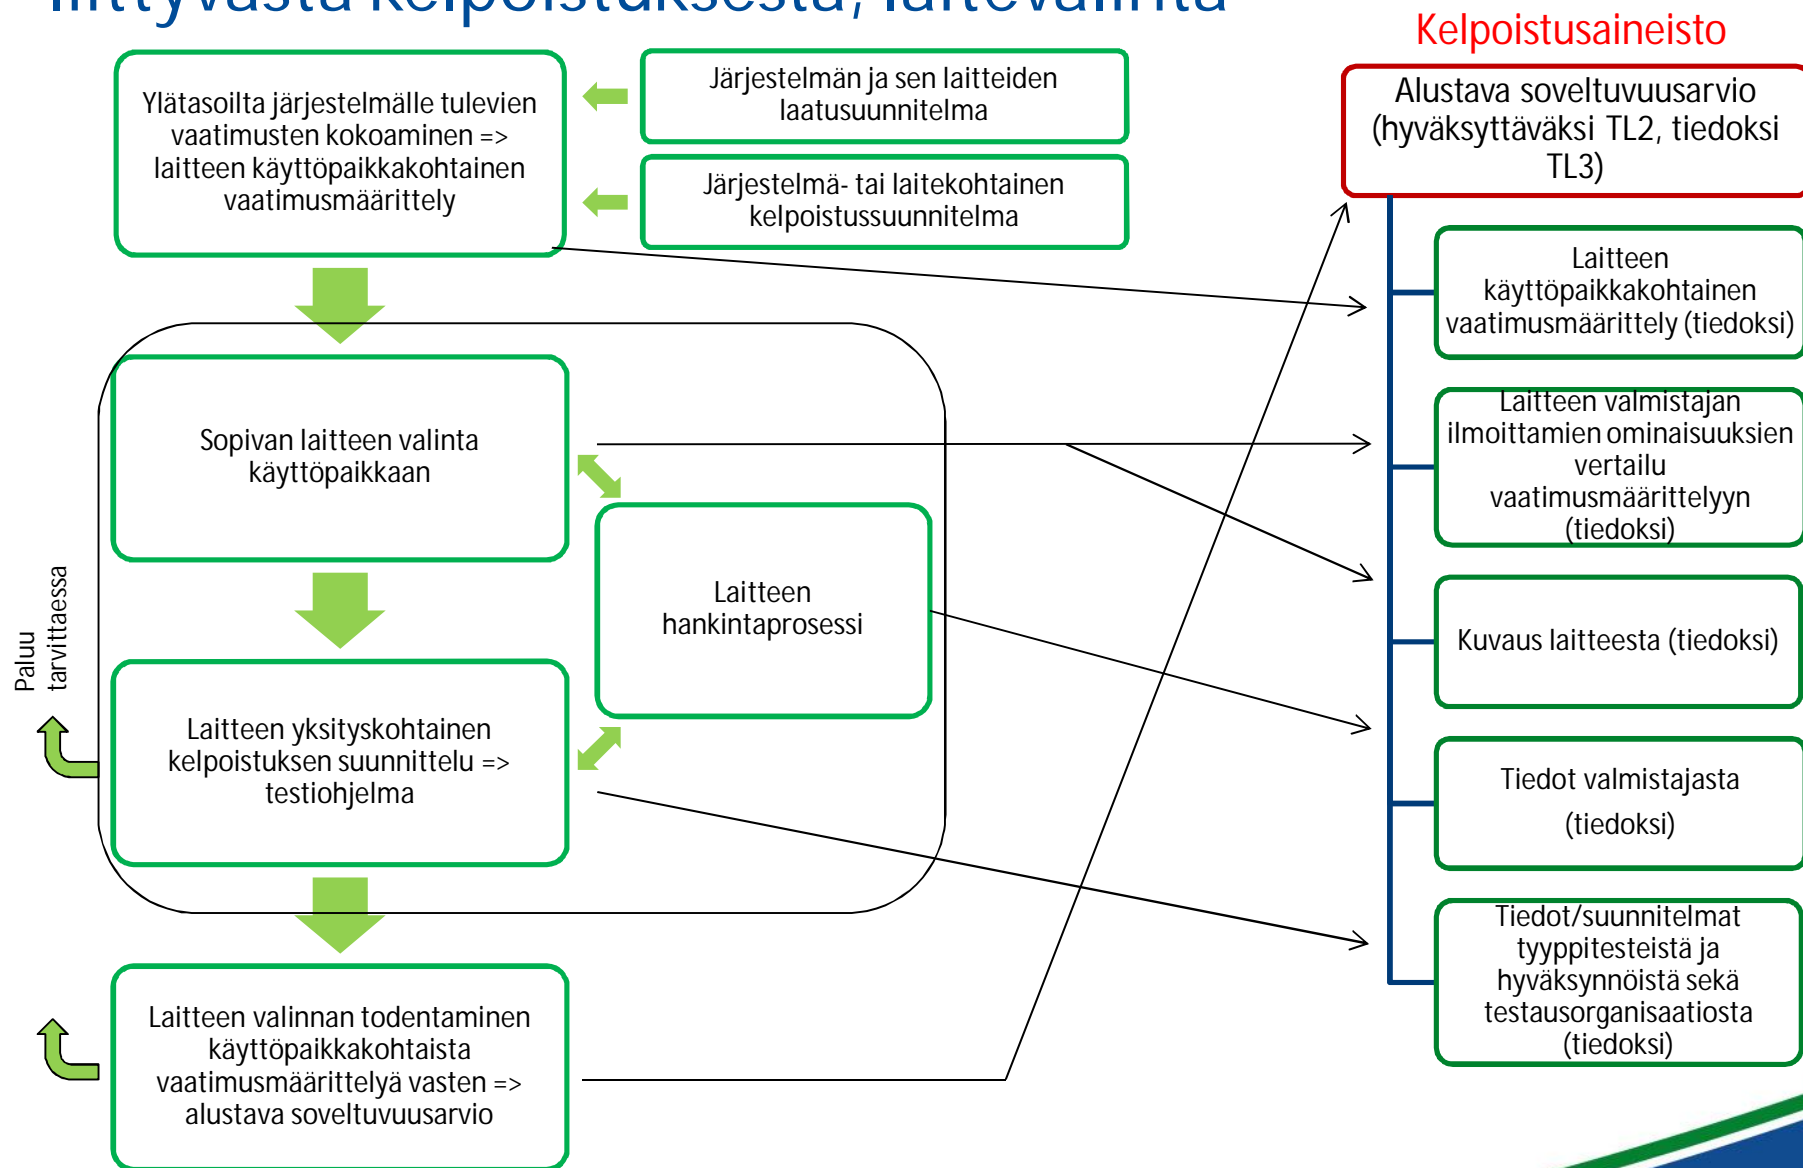 liittyvästä kelpoistuksesta, laitevalinta
Kelpoistusaineisto
Ylätasoilta järjestelmälle tulevien
vaatimusten kokoaminen =>
laitteen käyttöpaikkakohtainen
vaatimusmäärittely
Järjestelmän ja sen laitteiden
laatusuunnitelma
Järjestelmä- tai laitekohtainen
kelpoistussuunnitelma
Alustava soveltuvuusarvio
(hyväksyttäväksi TL2, tiedoksi
TL3)
Laitteen
käyttöpaikkakohtainen
vaatimusmäärittely (tiedoksi)
Sopivan laitteen valinta
käyttöpaikkaan
Laitteen valmistajan
ilmoittamien ominaisuuksien
vertailu
vaatimusmäärittelyyn
(tiedoksi)
Laitteen
hankintaprosessi
Kuvaus laitteesta (tiedoksi)
Paluu
tarvittaessa
Laitteen yksityiskohtainen
kelpoistuksen suunnittelu =>
testiohjelma
Tiedot valmistajasta
(tiedoksi)
Tiedot/suunnitelmat
tyyppitesteistä ja
hyväksynnöistä sekä
testausorganisaatiosta
(tiedoksi)
Laitteen valinnan todentaminen
käyttöpaikkakohtaista
vaatimusmäärittelyä vasten =>
alustava soveltuvuusarvio